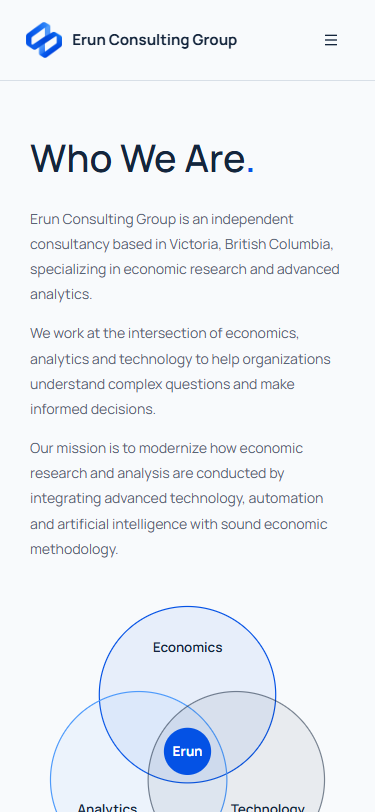 Erun Consulting Group
Who We Are.
Erun Consulting Group is an independent
consultancy based in Victoria, British Columbia,
specializing in economic research and advanced
analytics.
We work at the intersection of economics,
analytics and technology to help organizations
understand complex questions and make
informed decisions.
Our mission is to modernize how economic
research and analysis are conducted by
integrating advanced technology, automation
and artificial intelligence with sound economic
methodology.
Economics
Erun
Analytics
Technology